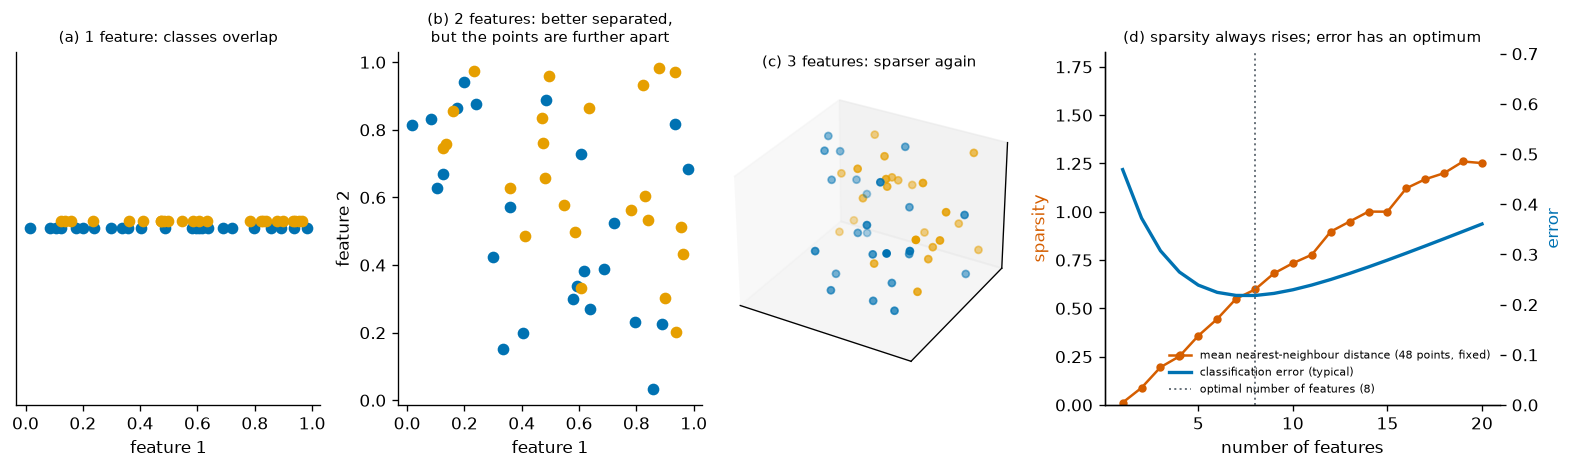 (a) 1 feature: classes overlap
0.0 0.2 0.4 0.6 0.8 1.0
feature 1
(b) 2 features: better separated,
but the points are further apart
1.0
0.8
0.6
0.4
0.2
0.0
feature 2
0.0 0.2 0.4 0.6 0.8 1.0
feature 1
(c) 3 features: sparser again
(d) sparsity always rises; error has an optimum
1.75
1.50
1.25
1.00
0.75
0.50
0.25
0.00
sparsity
0.7
0.6
0.5
0.4
0.3
0.2
0.1
0.0
error
mean nearest-neighbour distance (48 points, fixed)
classification error (typical)
optimal number of features (8)
5 10 15 20
number of features